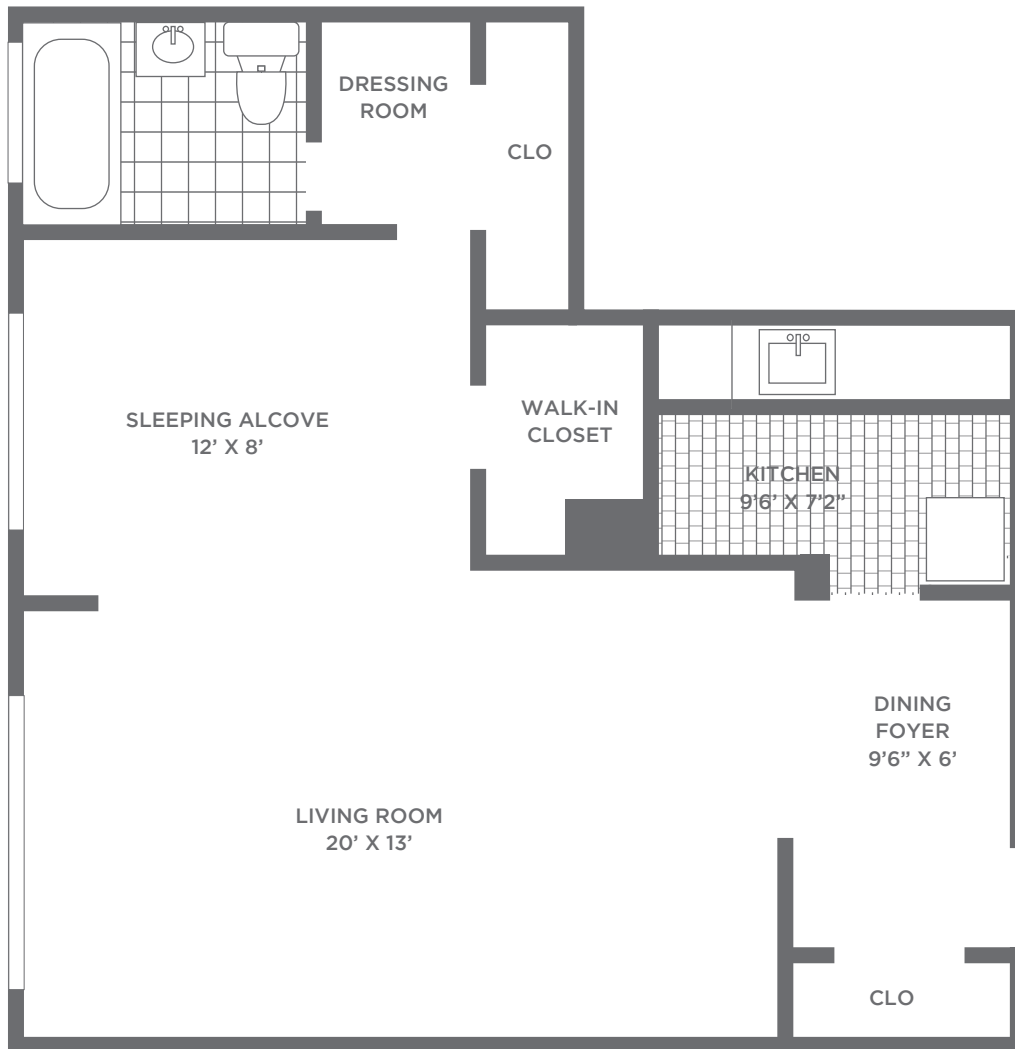 DRESSING
ROOM
CLO
SLEEPING ALCOVE
12’ X 8’
WALK-IN
CLOSET
KITCHEN
9’6’ X 7’2”
DINING
FOYER
9’6” X 6’
LIVING ROOM
20’ X 13’
CLO